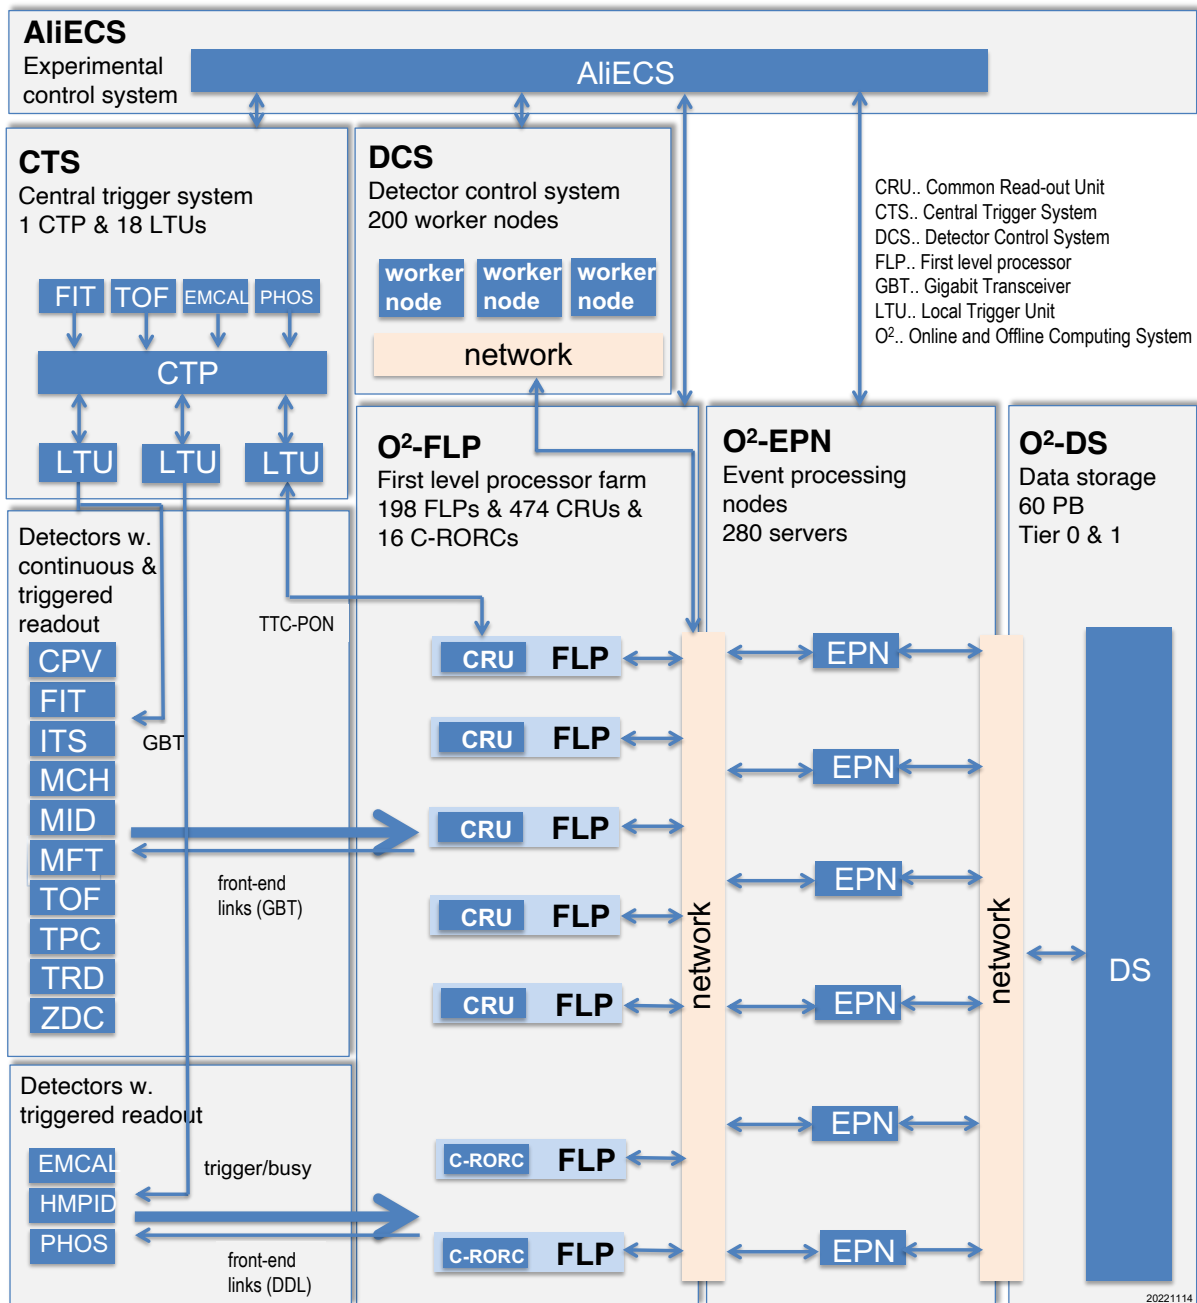 AliECS
Experimental
control system
AliECS
CTS
Central trigger system
1 CTP & 18 LTUs
FIT
TOF
EMCAL
PHOS
CTP
LTU
LTU
LTU
DCS
Detector control system
200 worker nodes
worker
node
worker
node
worker
node
network
CRU.. Common Read-out Unit
CTS.. Central Trigger System
DCS.. Detector Control System
FLP.. First level processor
GBT.. Gigabit Transceiver
LTU.. Local Trigger Unit
O².. Online and Offline Computing System
Detectors w.
continuous &
triggered
readout
CPV
FIT
ITS
MCH
MID
MFT
TOF
TPC
TRD
ZDC
GBT
TTC-PON
front-end
links (GBT)
Detectors w.
triggered readout
EMCAL
HMPID
PHOS
trigger/busy
front-end
links (DDL)
O²-FLP
First level processor farm
198 FLPs & 474 CRUs &
16 C-RORCs
CRU FLP
CRU FLP
CRU FLP
CRU FLP
CRU FLP
C-RORC FLP
C-RORC FLP
network
O²-EPN
Event processing
nodes
280 servers
EPN
EPN
EPN
EPN
EPN
EPN
network
O²-DS
Data storage
60 PB
Tier 0 & 1
DS
20221114